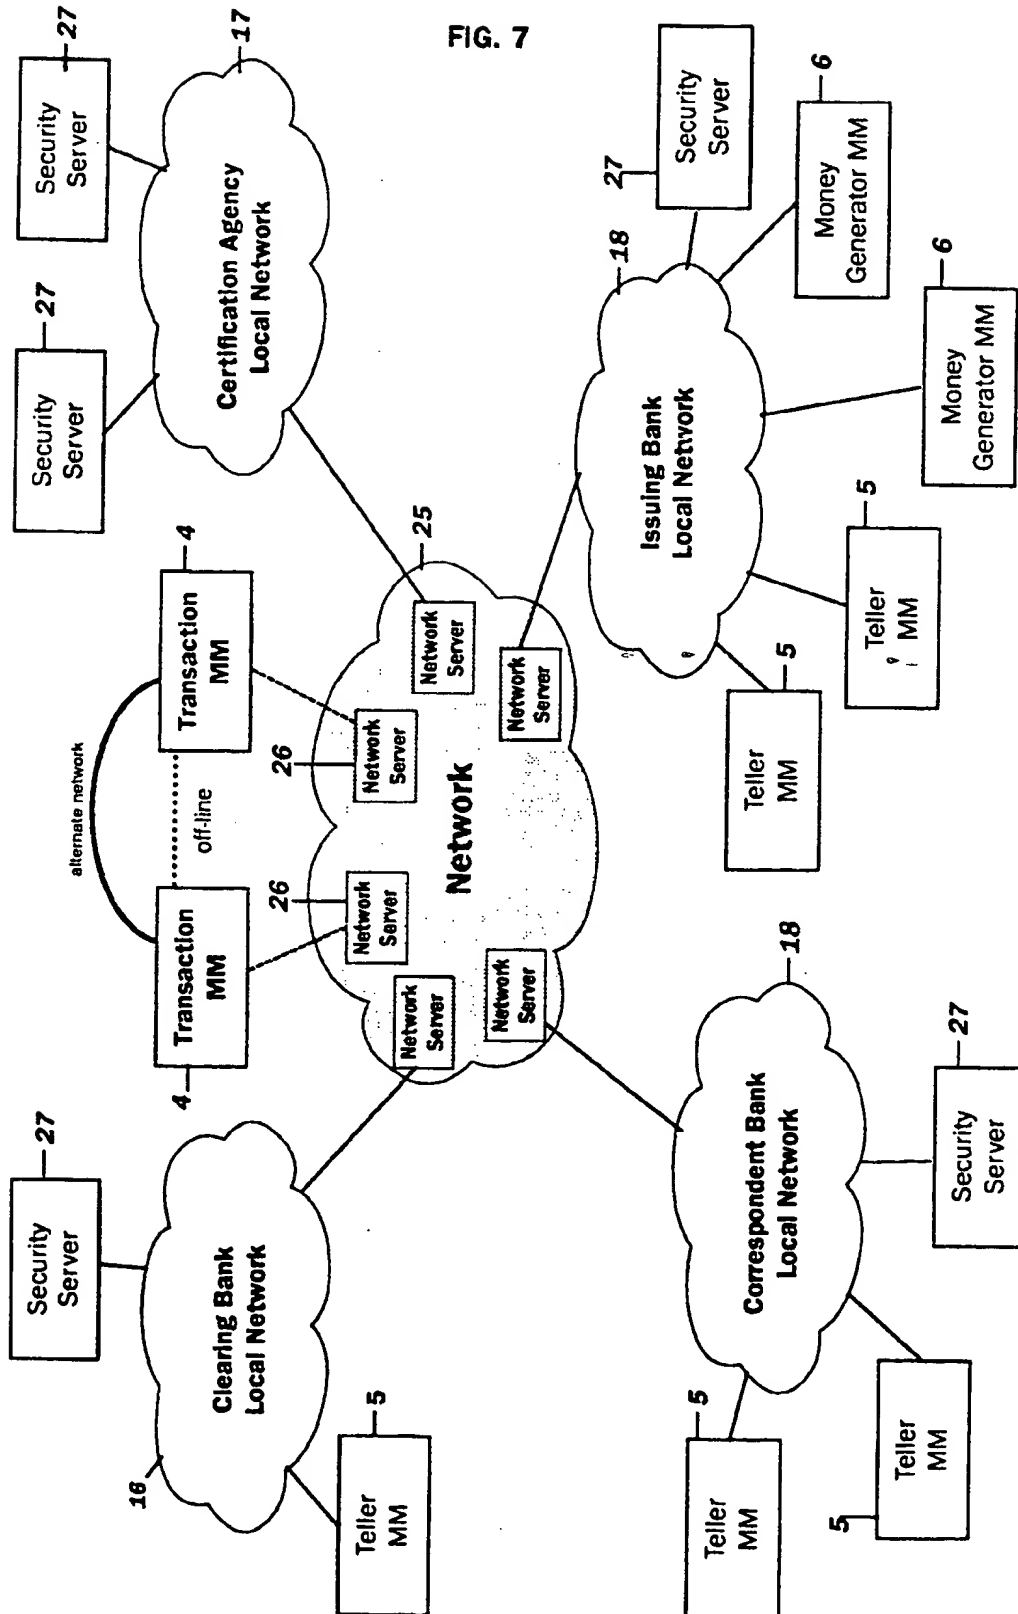 FIG. 7
Security
Server
27
Teller
MM
5
Clearing Bank
Local Network
16
Transaction
MM
4
alternate network
off-line
Transaction
MM
4
Security
Server
27
Security
Server
27
Certification Agency
Local Network
17
Network
25
Network
Server
Network
Server
26
Network
Server
26
Network
Server
Network
Server
Network
Server
Teller
MM
5
Teller
MM
5
Correspondent Bank
Local Network
18
Security
Server
27
Teller
MM
5
Teller
MM
5
Issuing Bank
Local Network
18
Security
Server
27
Money
Generator MM
6
Money
Generator MM
6